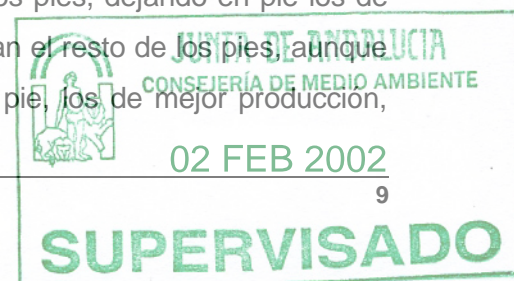 os pies, dejando en pie los de
an el resto de los pies, aunque
JUNTA DE ANDALUCIA
CONSEJERÍA DE MEDIO AMBIENTE
pie, los de mejor producción,
02 FEB 2002
9
SUPERVISADO